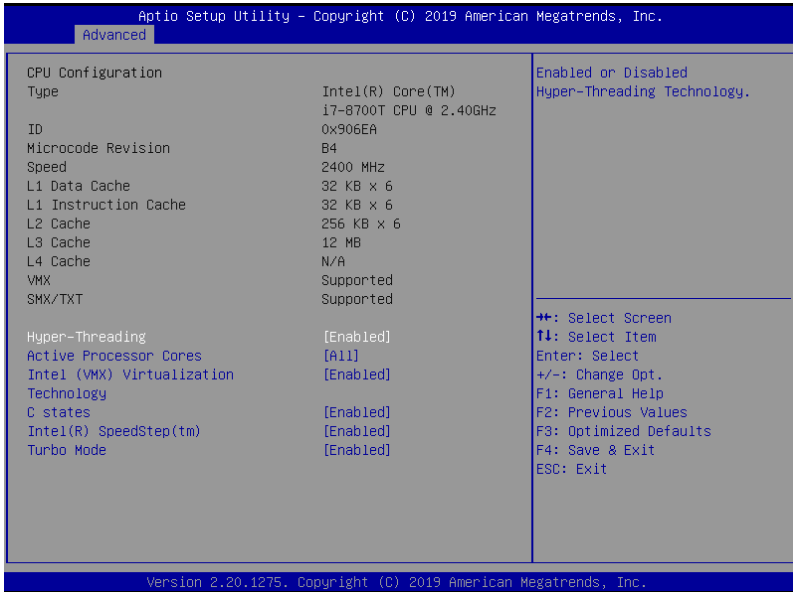 Aptio Setup Utility – Copyright (C) 2019 American Megatrends, Inc.
Advanced
CPU Configuration
Type Intel(R) Core(TM)
i7-8700T CPU @ 2.40GHz
ID 0x906EA
Microcode Revision B4
Speed 2400 MHz
L1 Data Cache 32 KB x 6
L1 Instruction Cache 32 KB x 6
L2 Cache 256 KB x 6
L3 Cache 12 MB
L4 Cache N/A
VMX Supported
SMX/TXT Supported
Hyper-Threading [Enabled]
Active Processor Cores [All]
Intel (VMX) Virtualization [Enabled]
Technology
C states [Enabled]
Intel(R) SpeedStep(tm) [Enabled]
Turbo Mode [Enabled]
Enabled or Disabled
Hyper-Threading Technology.
→←: Select Screen
↑↓: Select Item
Enter: Select
+/-: Change Opt.
F1: General Help
F2: Previous Values
F3: Optimized Defaults
F4: Save & Exit
ESC: Exit
Version 2.20.1275. Copyright (C) 2019 American Megatrends, Inc.